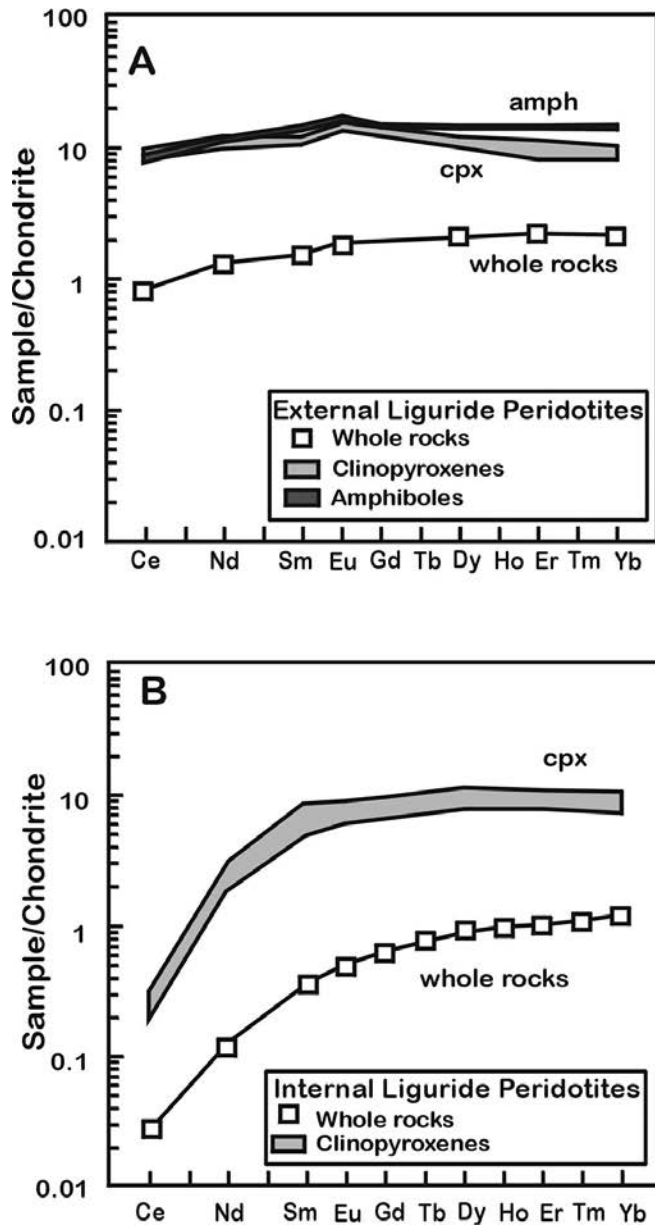 100
A
amph
10
cpx
Sample/Chondrite
whole rocks
1
External Liguride Peridotites
Whole rocks
0.1
Clinopyroxenes
Amphiboles
0.01
Ce Nd Sm Eu Gd Tb Dy Ho Er Tm Yb
100
B
cpx
10
Sample/Chondrite
1
whole rocks
0.1
Internal Liguride Peridotites
Whole rocks
Clinopyroxenes
0.01
Ce Nd Sm Eu Gd Tb Dy Ho Er Tm Yb